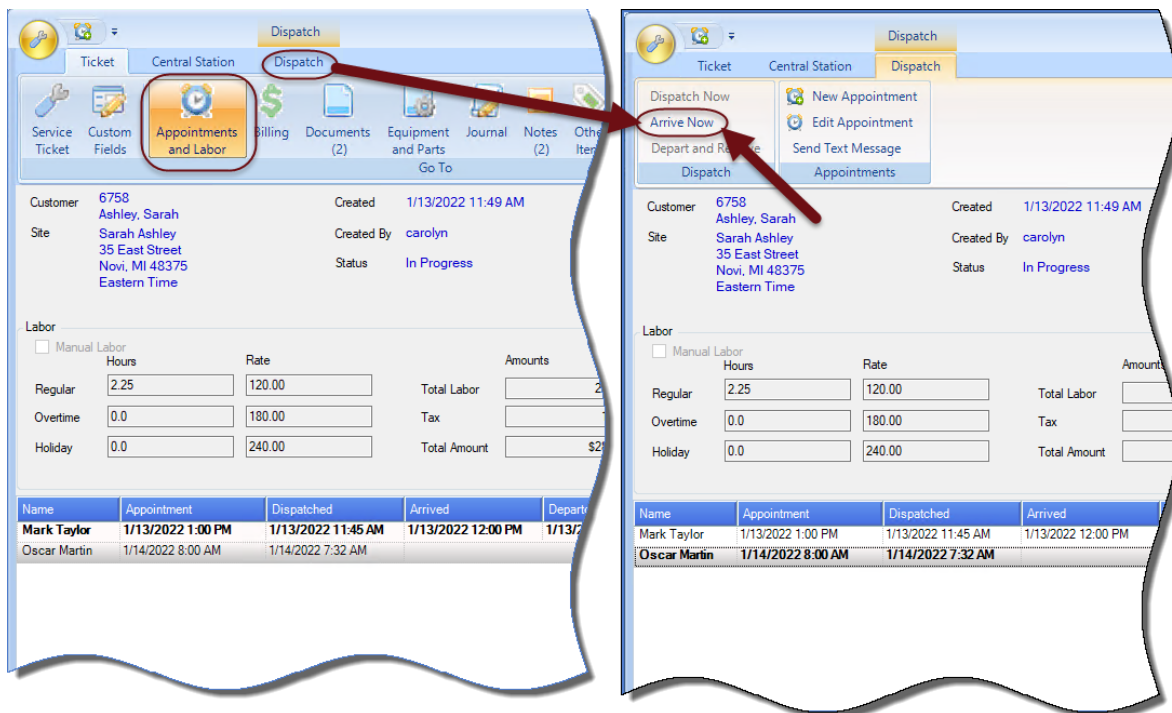 Dispatch
Ticket Central Station Dispatch
Service Ticket
Custom Fields
Appointments and Labor
Billing
Documents (2)
Equipment and Parts
Journal
Notes (2)
Go To
Customer 6758
Ashley, Sarah
Site Sarah Ashley
35 East Street
Novi, MI 48375
Eastern Time
Created 1/13/2022 11:49 AM
Created By carolyn
Status In Progress
Labor
Manual Labor
Hours Rate Amounts
Regular 2.25 120.00 Total Labor
Overtime 0.0 180.00 Tax
Holiday 0.0 240.00 Total Amount
Name Appointment Dispatched Arrived
Mark Taylor 1/13/2022 1:00 PM 1/13/2022 11:45 AM 1/13/2022 12:00 PM
Oscar Martin 1/14/2022 8:00 AM 1/14/2022 7:32 AM
Dispatch
Ticket Central Station Dispatch
Dispatch Now
Arrive Now
Depart and
Dispatch
New Appointment
Edit Appointment
Send Text Message
Appointments
Customer 6758
Ashley, Sarah
Site Sarah Ashley
35 East Street
Novi, MI 48375
Eastern Time
Created 1/13/2022 11:49 AM
Created By carolyn
Status In Progress
Labor
Manual Labor
Hours Rate Amounts
Regular 2.25 120.00 Total Labor
Overtime 0.0 180.00 Tax
Holiday 0.0 240.00 Total Amount
Name Appointment Dispatched Arrived
Mark Taylor 1/13/2022 1:00 PM 1/13/2022 11:45 AM 1/13/2022 12:00 PM
Oscar Martin 1/14/2022 8:00 AM 1/14/2022 7:32 AM